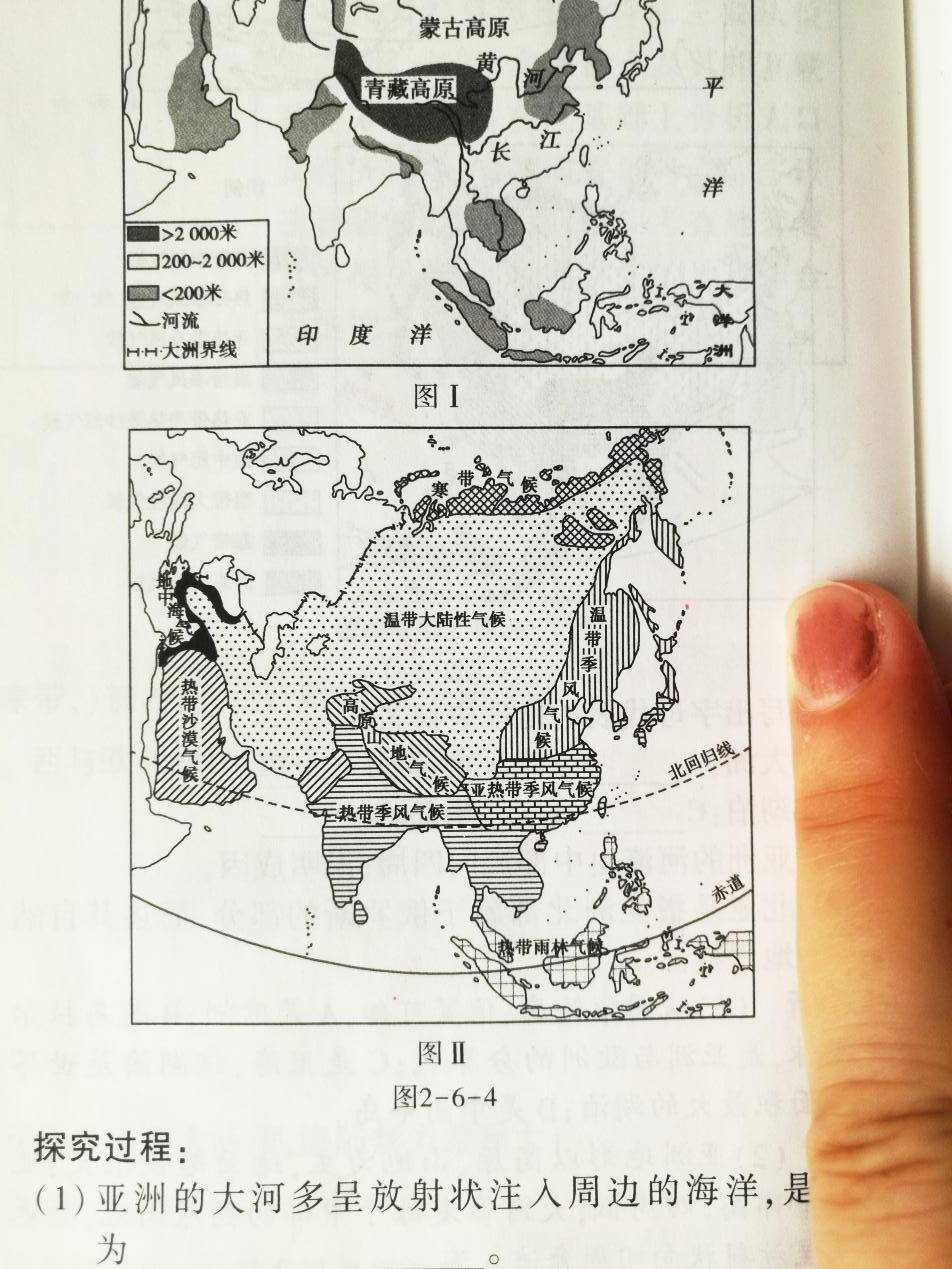 蒙古高原
黄
河
青藏高原
平
长
江
洋
>2 000米
200~2 000米
<200米
河流
大洲界线
印度洋
大
洋
洲
图Ⅰ
寒带气候
地中海气候
温带大陆性气候
温带季风气候
热带沙漠气候
高原山地气候
北回归线
亚热带季风气候
热带季风气候
赤道
热带雨林气候
图Ⅱ
图2-6-4
探究过程:
(1)亚洲的大河多呈放射状注入周边的海洋,是
为。